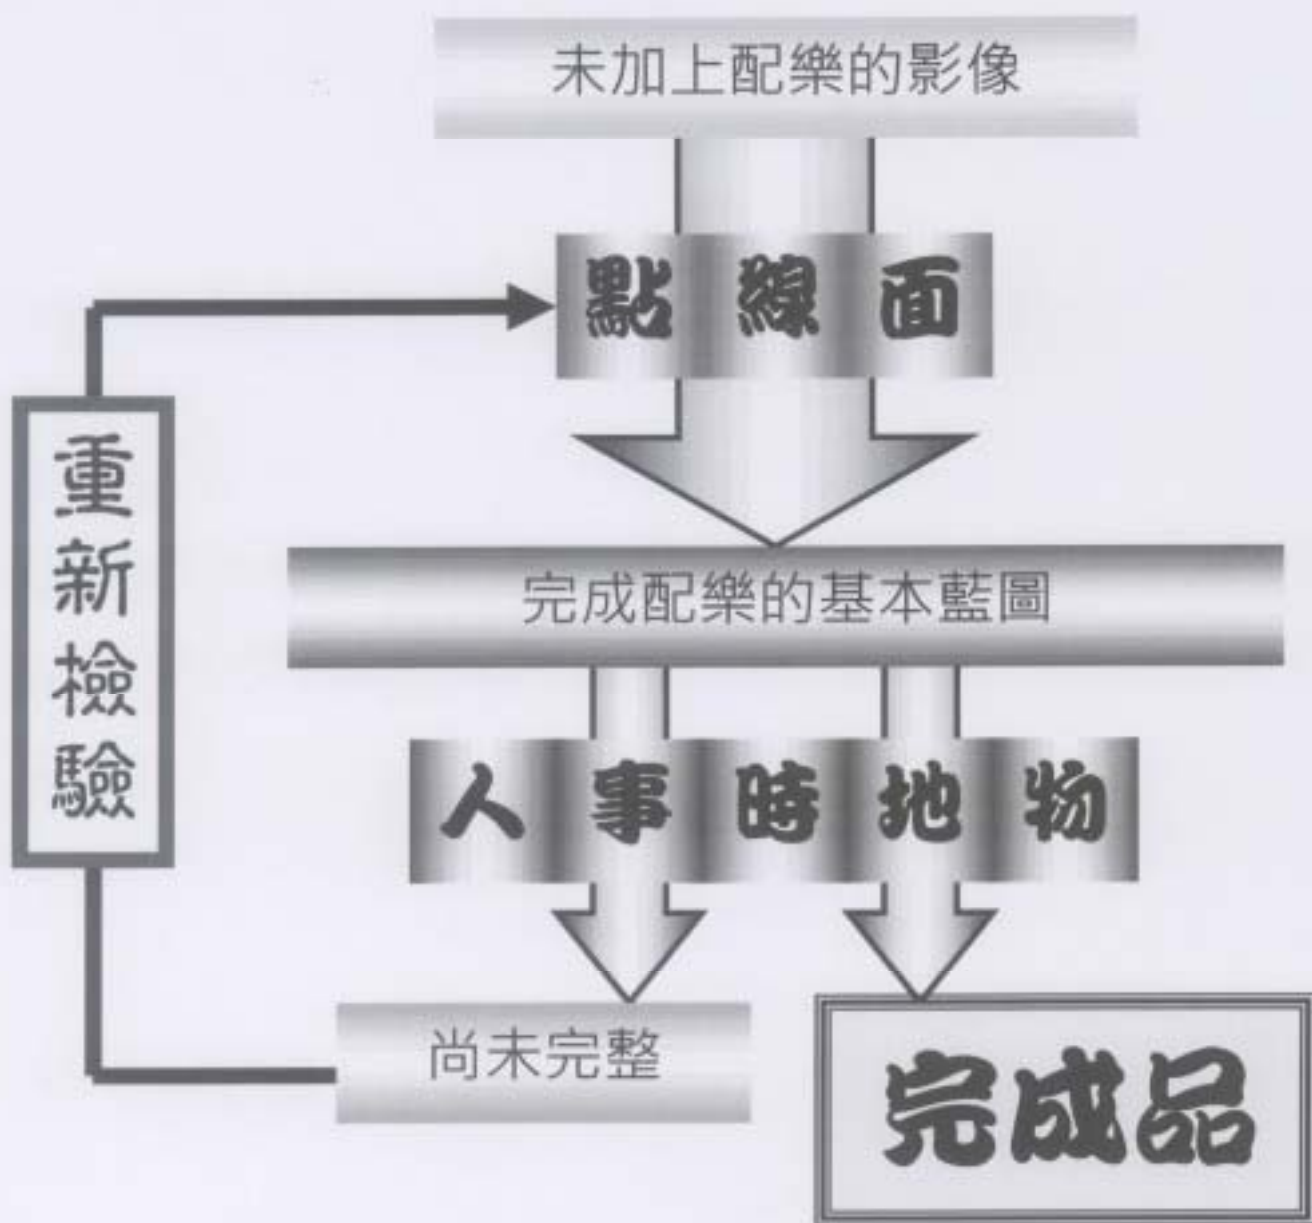 未加上配樂的影像
點線面
重新檢驗
完成配樂的基本藍圖
人事時地物
尚未完整
完成品